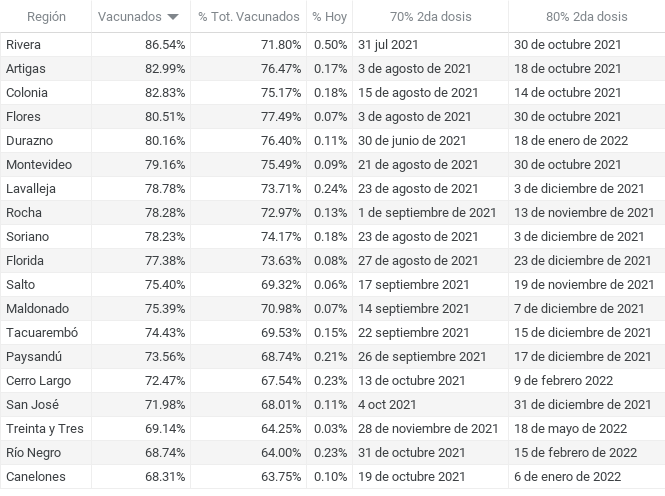 Región Vacunados % Tot. Vacunados % Hoy 70% 2da dosis 80% 2da dosis
Rivera 86.54% 71.80% 0.50% 31 jul 2021 30 de octubre 2021
Artigas 82.99% 76.47% 0.17% 3 de agosto de 2021 18 de octubre 2021
Colonia 82.83% 75.17% 0.18% 15 de agosto de 2021 14 de octubre 2021
Flores 80.51% 77.49% 0.07% 3 de agosto de 2021 30 de octubre 2021
Durazno 80.16% 76.40% 0.11% 30 de junio de 2021 18 de enero de 2022
Montevideo 79.16% 75.49% 0.09% 21 de agosto de 2021 30 de octubre 2021
Lavalleja 78.78% 73.71% 0.24% 23 de agosto de 2021 3 de diciembre de 2021
Rocha 78.28% 72.97% 0.13% 1 de septiembre de 2021 13 de noviembre de 2021
Soriano 78.23% 74.17% 0.18% 23 de agosto de 2021 3 de diciembre de 2021
Florida 77.38% 73.63% 0.08% 27 de agosto de 2021 23 de diciembre de 2021
Salto 75.40% 69.32% 0.06% 17 septiembre 2021 19 de noviembre de 2021
Maldonado 75.39% 70.98% 0.07% 14 septiembre 2021 7 de diciembre de 2021
Tacuarembó 74.43% 69.53% 0.15% 22 septiembre 2021 15 de diciembre de 2021
Paysandú 73.56% 68.74% 0.21% 26 de septiembre 2021 17 de diciembre de 2021
Cerro Largo 72.47% 67.54% 0.23% 13 de octubre 2021 9 de febrero 2022
San José 71.98% 68.01% 0.11% 4 oct 2021 31 de diciembre de 2021
Treinta y Tres 69.14% 64.25% 0.03% 28 de noviembre de 2021 18 de mayo de 2022
Río Negro 68.74% 64.00% 0.23% 31 de octubre 2021 15 de febrero de 2022
Canelones 68.31% 63.75% 0.10% 19 de octubre 2021 6 de enero de 2022